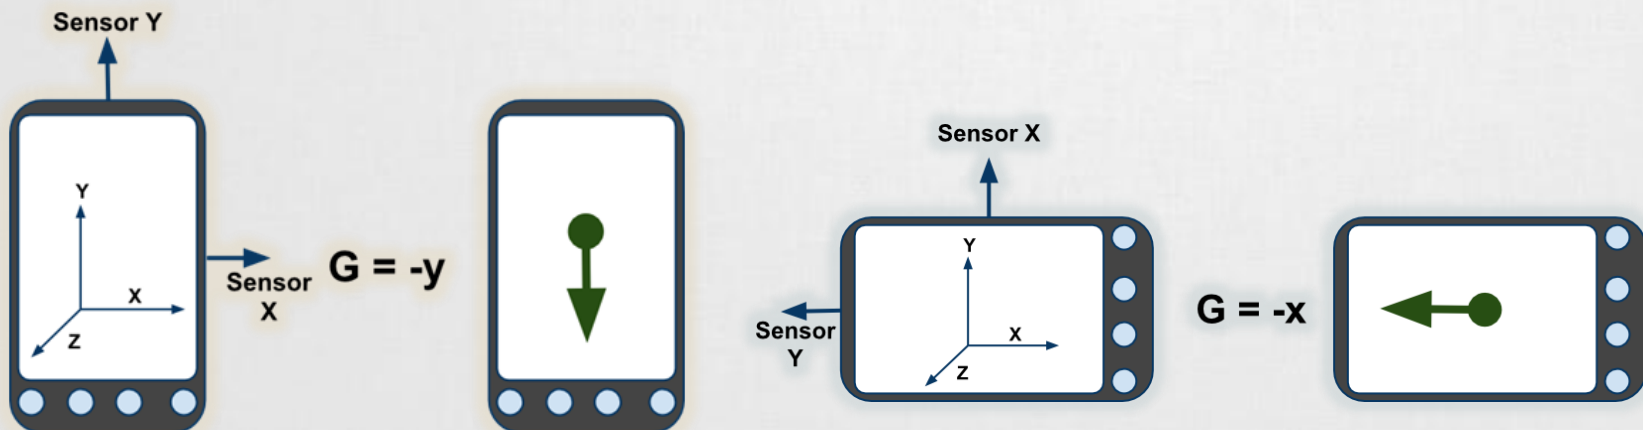 Sensor Y
Y
X
Z
Sensor
X
G = -y
Sensor X
Sensor
Y
Y
X
Z
G = -x